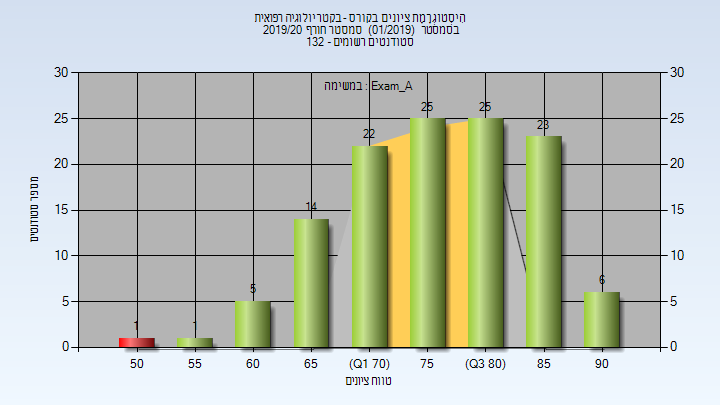 היסטוגרמת ציונים בקורס - בקטריולוגיה רפואית
בסמסטר (01/2019) סמסטר חורף 2019/20
סטודנטים רשומים - 132
במשימה : Exam_A
מספר סטודנטים
30 30
25 25
20 20
15 15
10 10
5 5
0 0
1 1 5 14 22 25 25 23 6
50 55 60 65 (Q1 70) 75 (Q3 80) 85 90
טווח ציונים